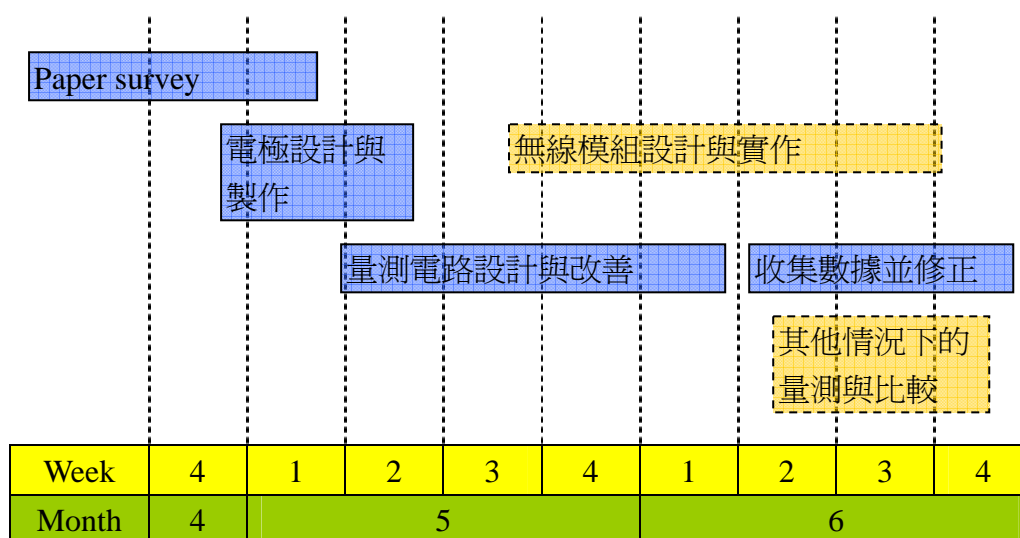 Paper survey
電極設計與
製作
無線模組設計與實作
量測電路設計與改善
收集數據並修正
其他情況下的
量測與比較
Week 4 1 2 3 4 1 2 3 4
Month 4 5 6